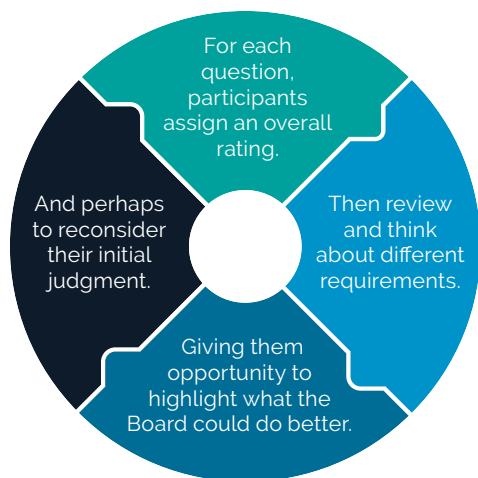 For each
question,
participants
assign an overall
rating.
Then review
and think
about different
requirements.
Giving them
opportunity to
highlight what the
Board could do better.
And perhaps
to reconsider
their initial
judgment.